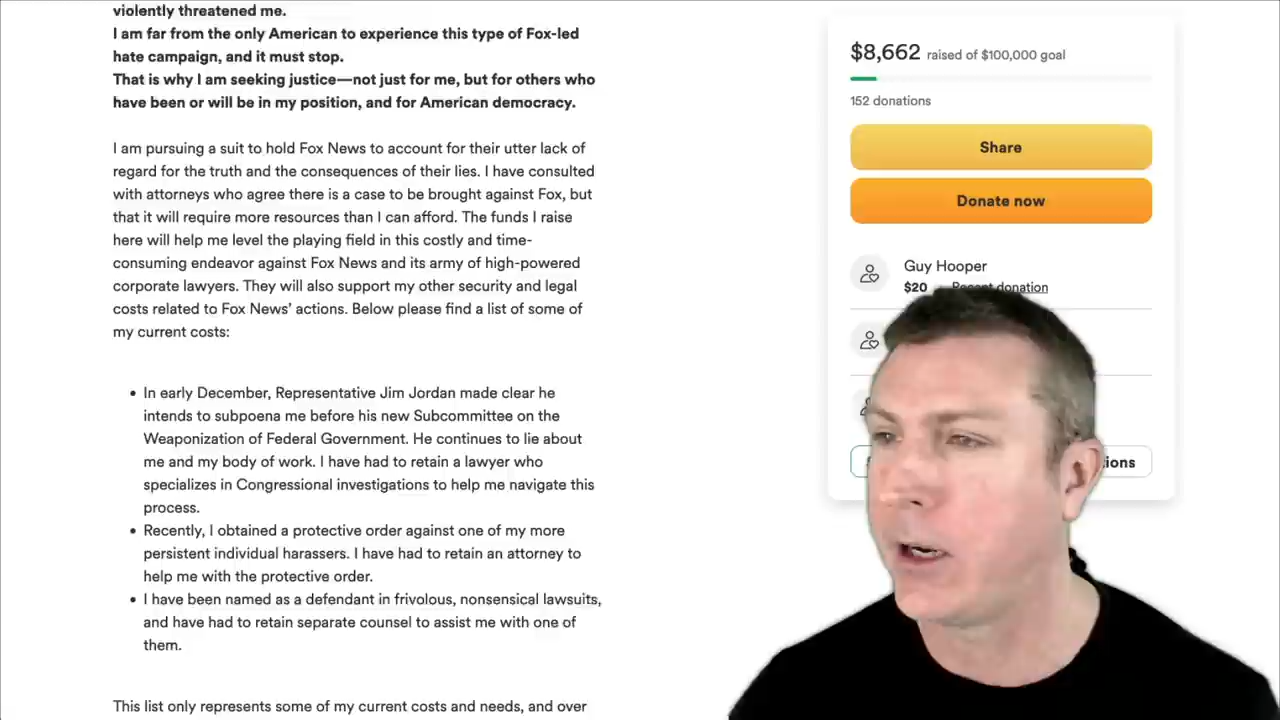 violently threatened me.
I am far from the only American to experience this type of Fox-led
hate campaign, and it must stop.
That is why I am seeking justice—not just for me, but for others who
have been or will be in my position, and for American democracy.
I am pursuing a suit to hold Fox News to account for their utter lack of
regard for the truth and the consequences of their lies. I have consulted
with attorneys who agree there is a case to be brought against Fox, but
that it will require more resources than I can afford. The funds I raise
here will help me level the playing field in this costly and time-
consuming endeavor against Fox News and its army of high-powered
corporate lawyers. They will also support my other security and legal
costs related to Fox News’ actions. Below please find a list of some of
my current costs:
• In early December, Representative Jim Jordan made clear he
intends to subpoena me before his new Subcommittee on the
Weaponization of Federal Government. He continues to lie about
me and my body of work. I have had to retain a lawyer who
specializes in Congressional investigations to help me navigate this
process.
• Recently, I obtained a protective order against one of my more
persistent individual harassers. I have had to retain an attorney to
help me with the protective order.
• I have been named as a defendant in frivolous, nonsensical lawsuits,
and have had to retain separate counsel to assist me with one of
them.
This list only represents some of my current costs and needs, and over
$8,662 raised of $100,000 goal
152 donations
Share
Donate now
Guy Hooper
$20 Recent donation
ions